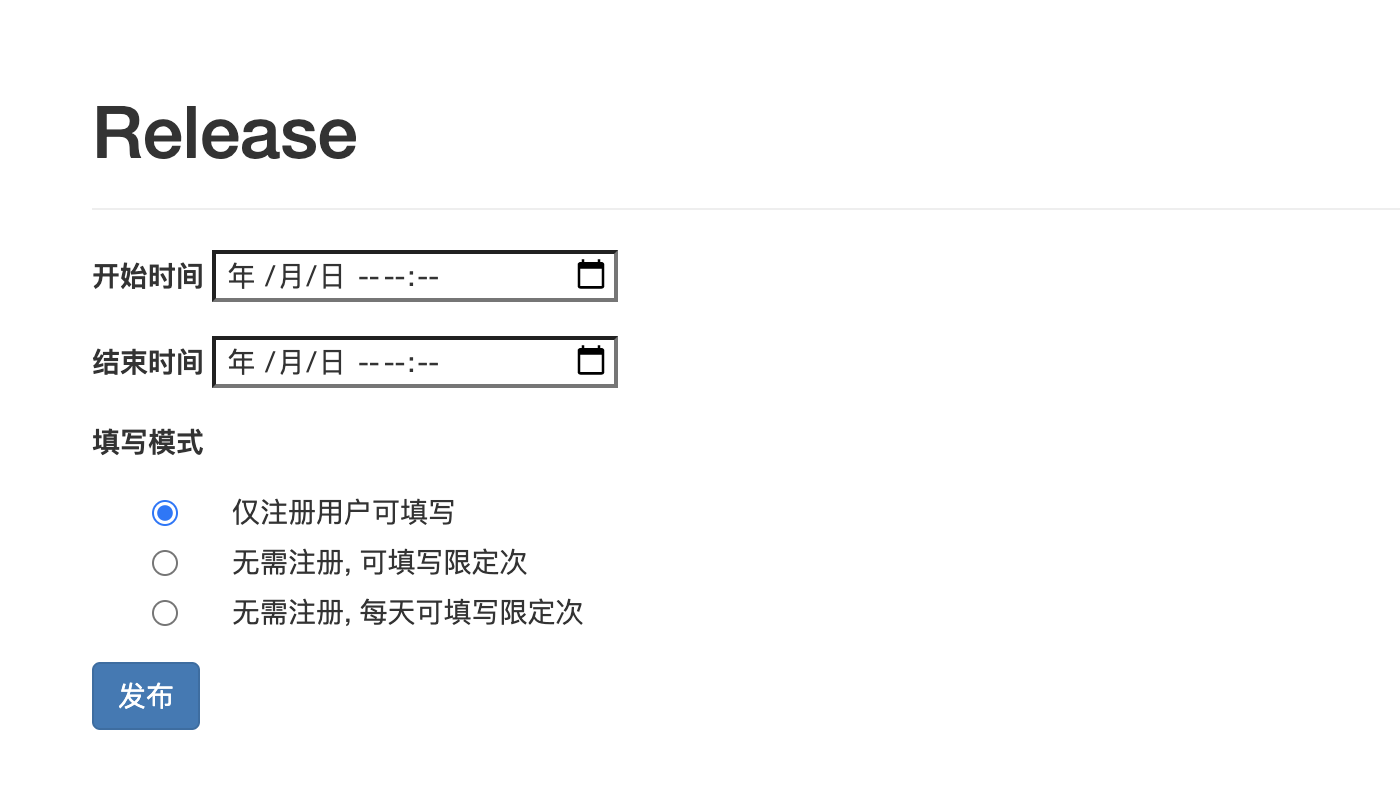 Release
开始时间 年 /月/日 -- --:--
结束时间 年 /月/日 -- --:--
填写模式
仅注册用户可填写
无需注册, 可填写限定次
无需注册, 每天可填写限定次
发布